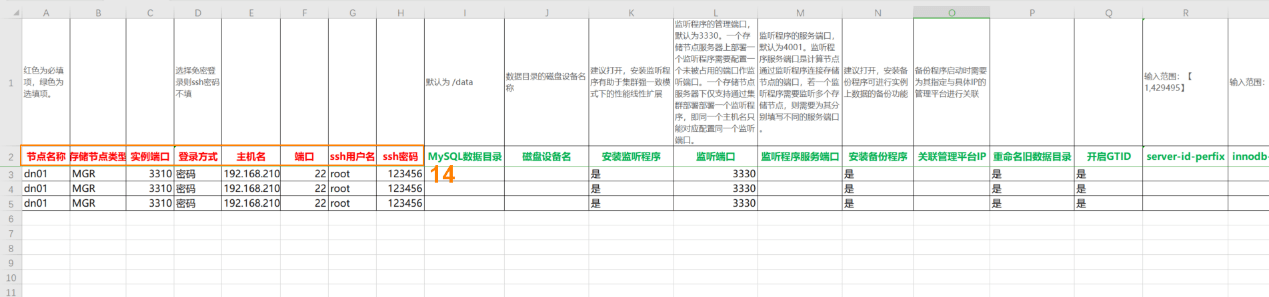 A B C D E F G H I J K L M N O P Q R
1
红色为必填
项，绿色为
选填项。
选择免密登
录则ssh密码
不填
默认为 /data
数据目录的磁盘设备名
称
建议打开，安装监听程
序有助于集群强一致模
式下的性能线性扩展
监听程序的管理端口，
默认为3330。一个存
储节点服务器上部署一
个监听程序需要配置一
个未被占用的端口作监
听端口。一个存储节点
服务器下仅支持通过集
群部署部署一个监听程
序，即同一个主机名只
能对应配置同一个监听
端口。
监听程序的服务端口，
默认为4001。监听程
序服务端口是计算节点
通过监听程序连接存储
节点的端口，若一个监
听程序需要监听多个存
储节点，则需要为其分
别填写不同的服务端口
。
建议打开，安装备
份程序可进行实例
上数据的备份功能
备份程序启动时需要
为其指定与具体IP的
管理平台进行关联
输入范围：【
1,429495】
输入范围：
2 节点名称 存储节点类型 实例端口 登录方式 主机名 端口 ssh用户名 ssh密码 MySQL数据目录 磁盘设备名 安装监听程序 监听端口 监听程序服务端口 安装备份程序 关联管理平台IP 重命名旧数据目录 开启GTID server-id-perfix innodb-
3 dn01 MGR 3310 密码 192.168.210 22 root 123456 是 3330 是 是 是
14
4 dn01 MGR 3310 密码 192.168.210 22 root 123456 是 3330 是 是 是
5 dn01 MGR 3310 密码 192.168.210 22 root 123456 是 3330 是 是 是
6
7
8
9
10
11